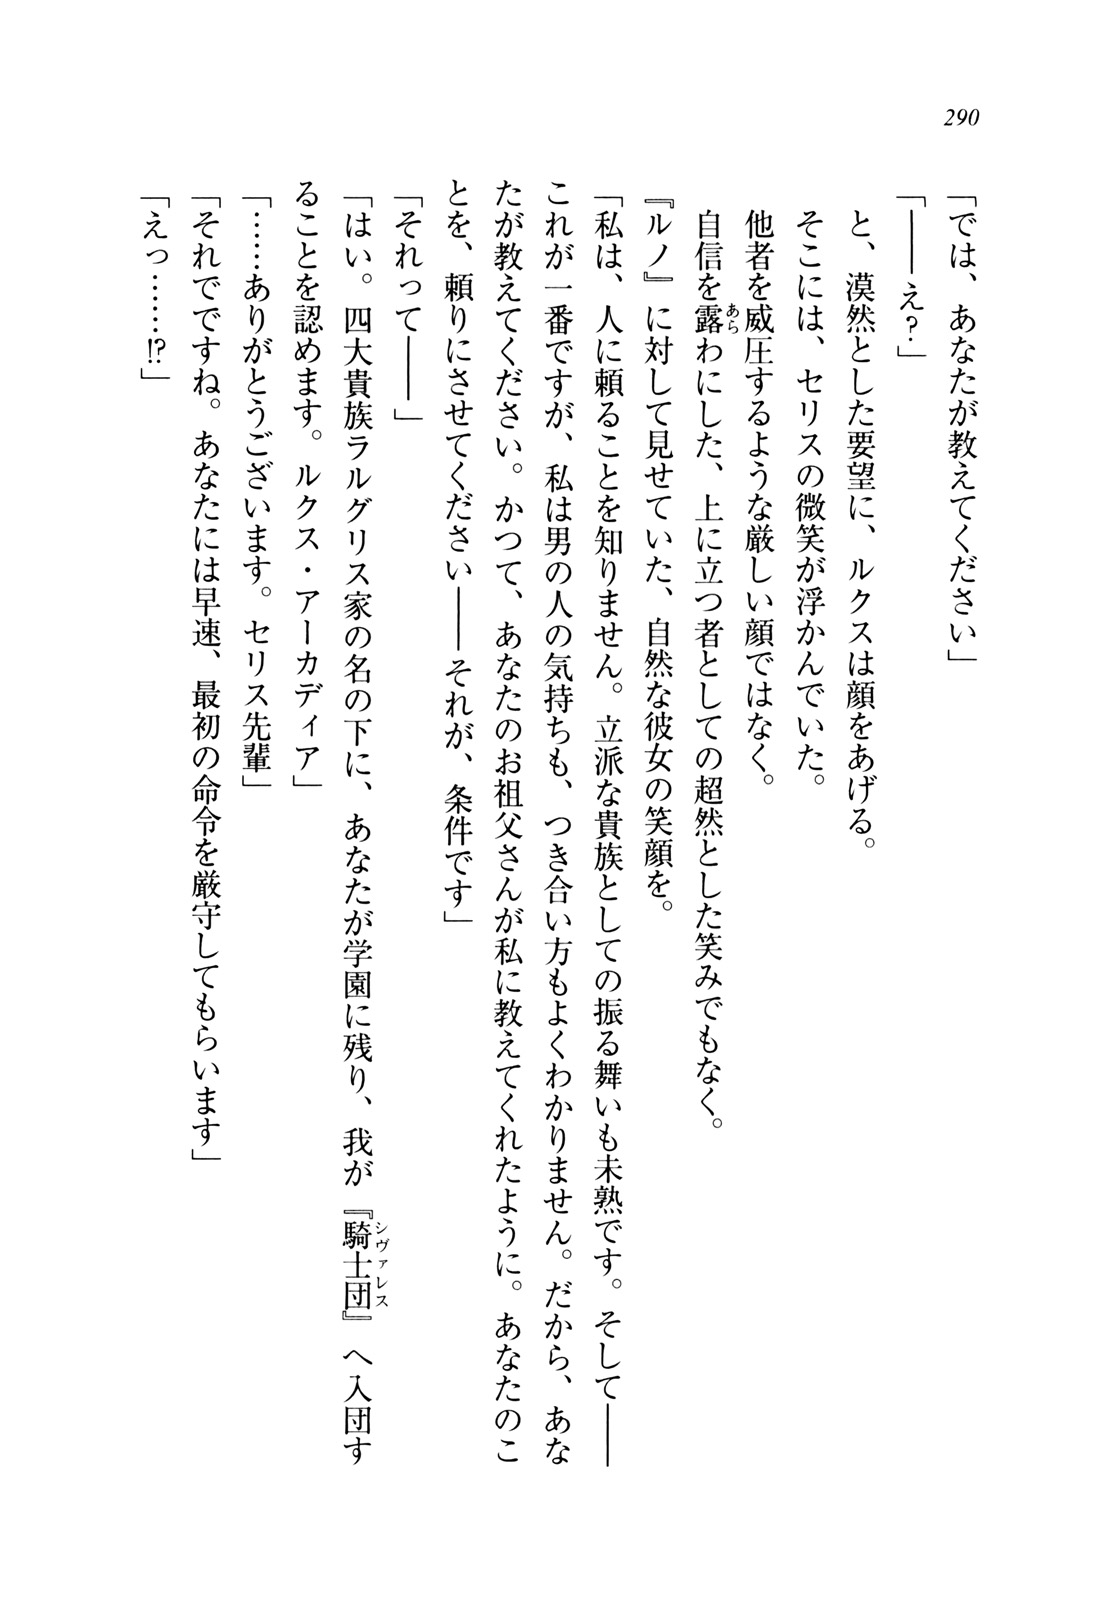 290
「では、あなたが教えてください」
「――え？」
と、漠然とした要望に、ルクスは顔をあげる。
そこには、セリスの微笑が浮かんでいた。
他者を威圧するような厳しい顔ではなく。
自信を露わにした、上に立つ者としての超然とした笑みでもなく。
あら
『ルノ』に対して見せていた、自然な彼女の笑顔を。
「私は、人に頼ることを知りません。立派な貴族としての振る舞いも未熟です。そして――
これが一番ですが、私は男の人の気持ちも、つき合い方もよくわかりません。だから、あな
たが教えてください。かつて、あなたのお祖父さんが私に教えてくれたように。あなたのこ
とを、頼りにさせてください――それが、条件です」
「それって――」
「はい。四大貴族ラルグリス家の名の下に、あなたが学園に残り、我が『騎士団』へ入団す
シヴァレス
ることを認めます。ルクス・アーカディア」
「……ありがとうございます。セリス先輩」
「それでですね。あなたには早速、最初の命令を厳守してもらいます」
「えっ……!?」